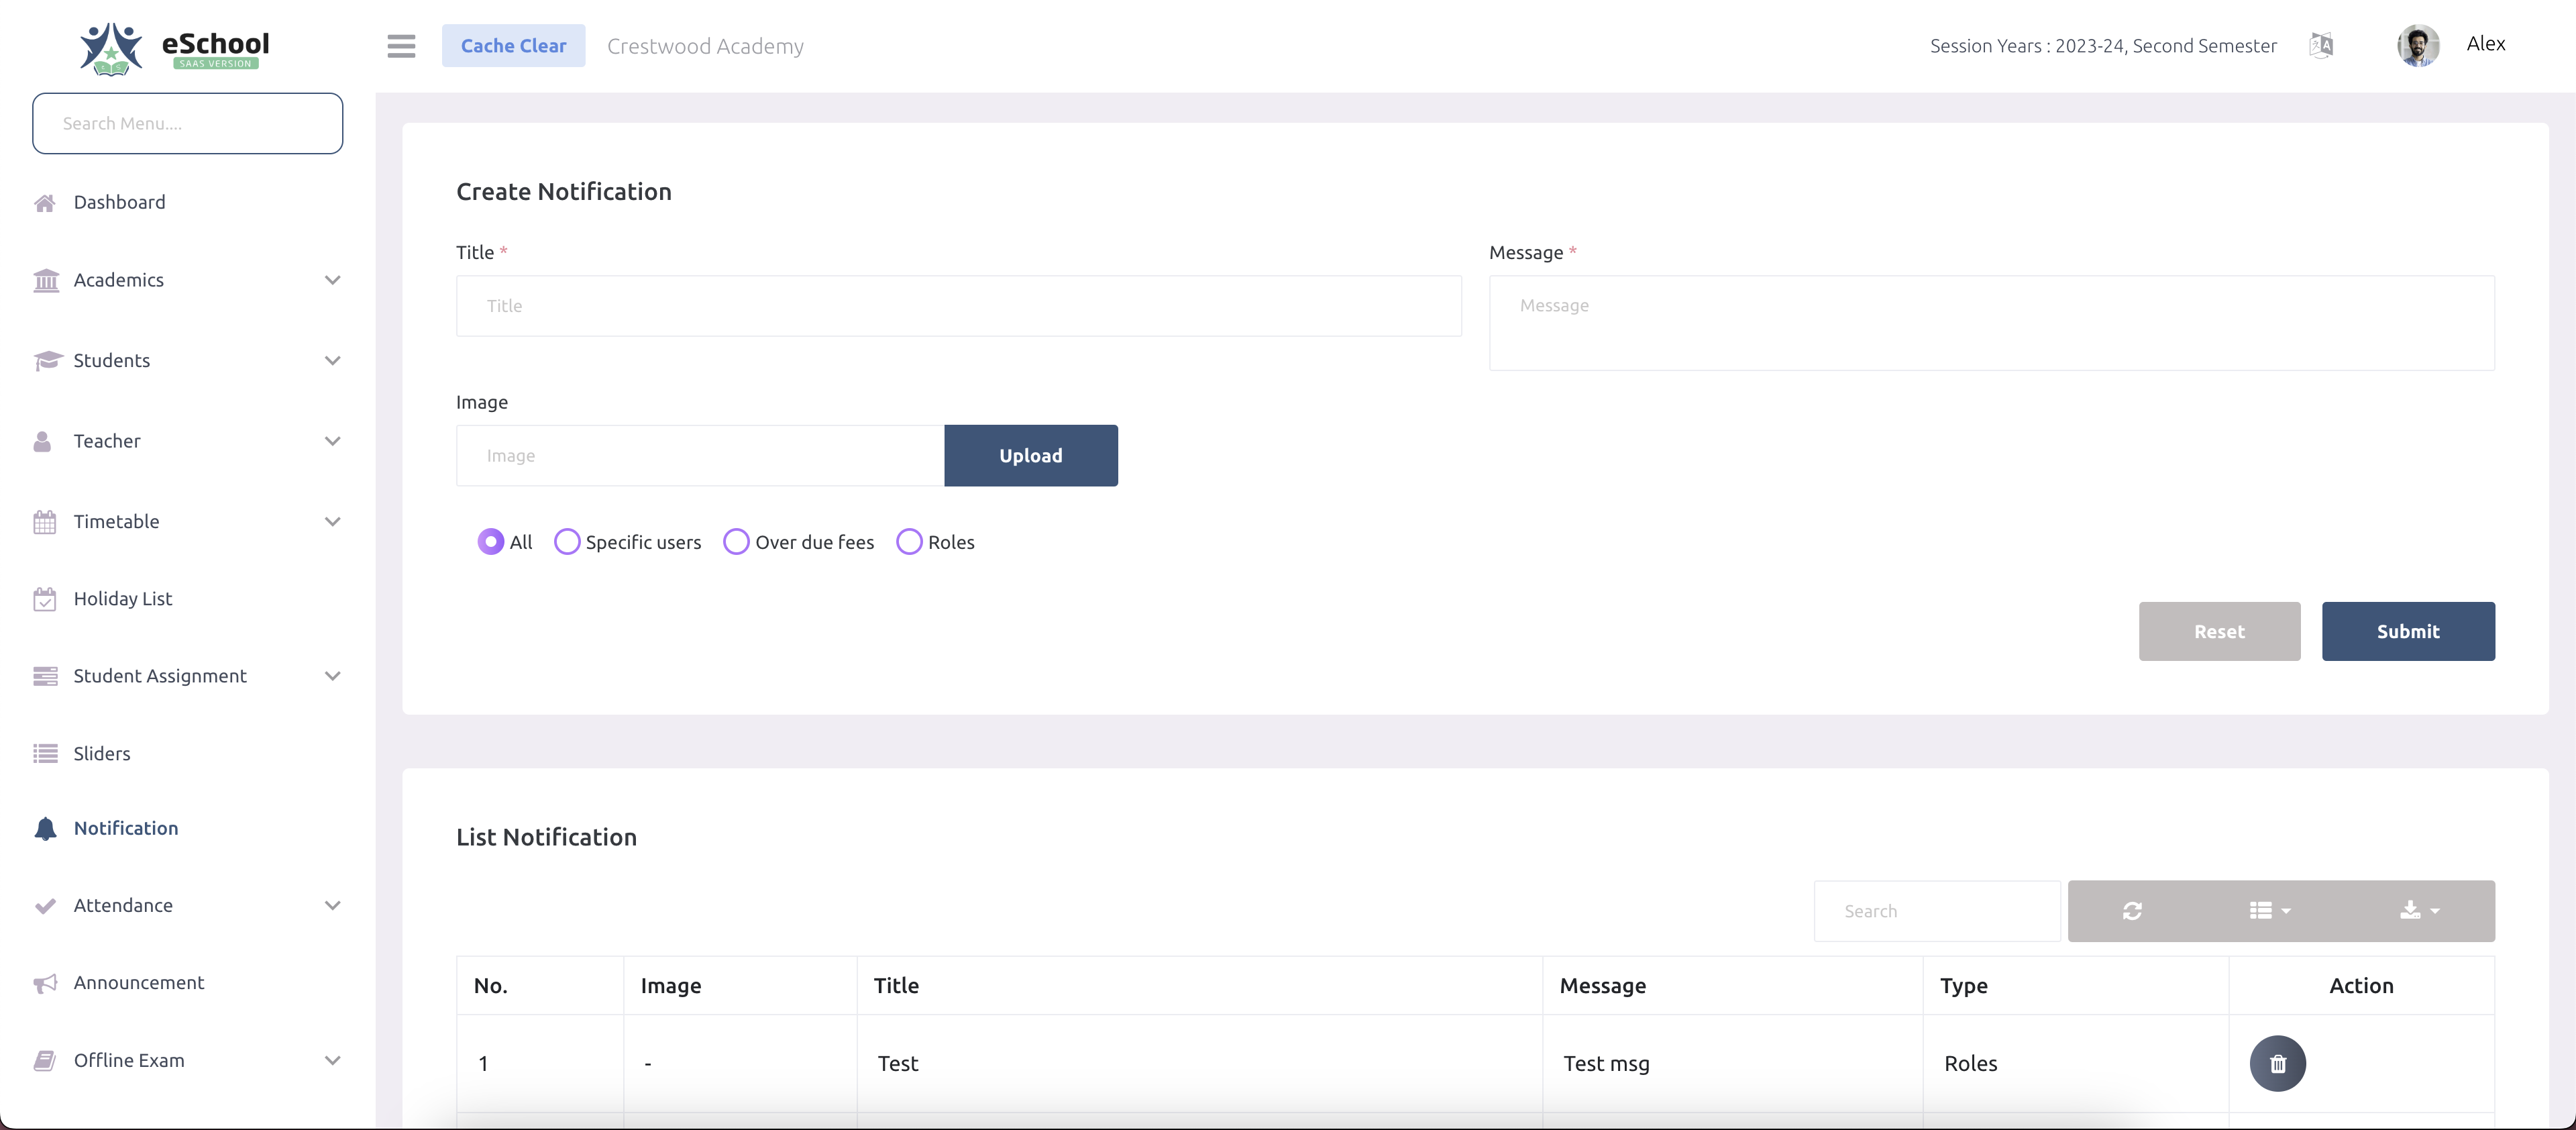 eSchool
SAAS VERSION
Cache Clear
Crestwood Academy
Session Years : 2023-24, Second Semester
Alex
Search Menu....
Dashboard
Academics
Students
Teacher
Timetable
Holiday List
Student Assignment
Sliders
Notification
Attendance
Announcement
Offline Exam
Create Notification
Title *
Title
Message *
Message
Image
Image
Upload
All Specific users Over due fees Roles
Reset Submit
List Notification
Search
No. Image Title Message Type Action
1 - Test Test msg Roles